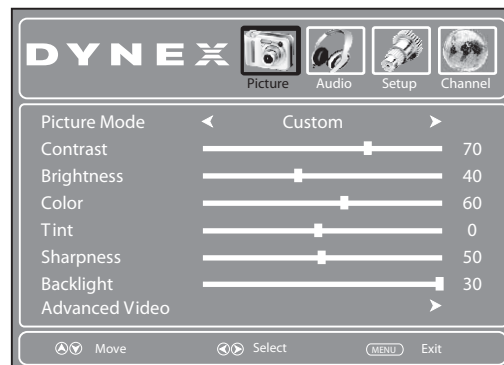 DYNEX
Picture Audio Setup Channel
Picture Mode Custom
Contrast 70
Brightness 40
Color 60
Tint 0
Sharpness 50
Backlight 30
Advanced Video
Move Select MENU Exit